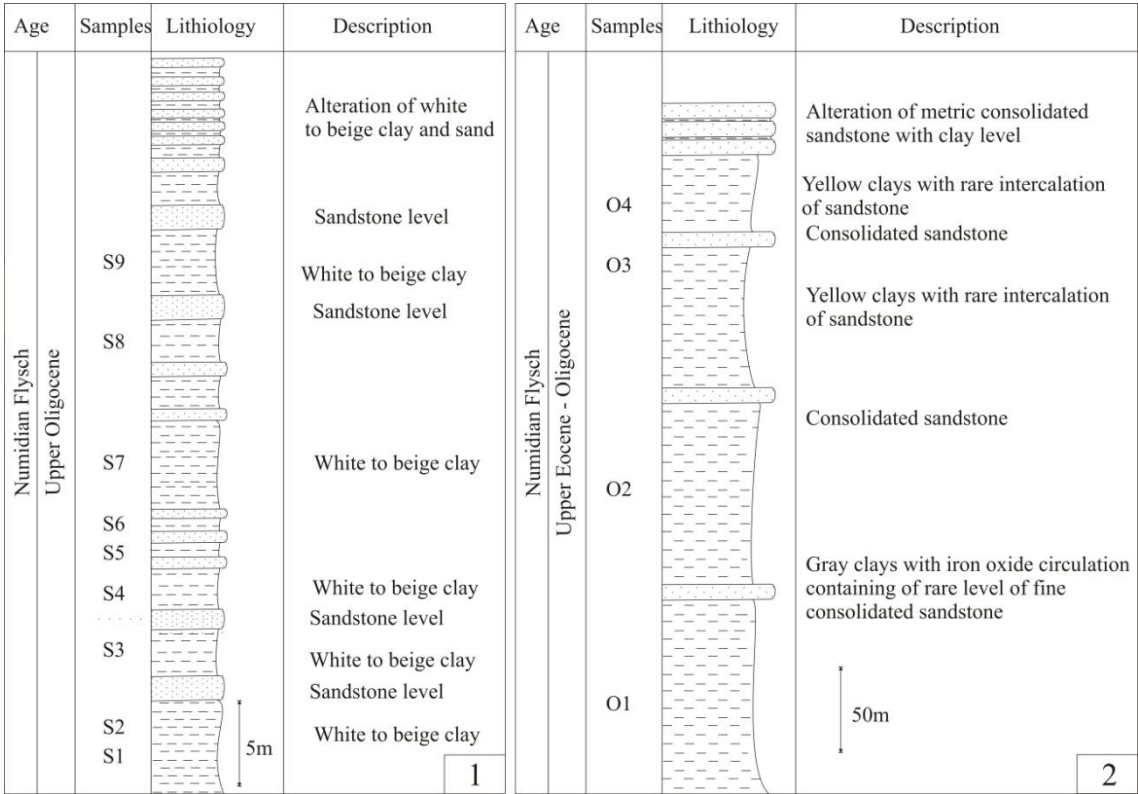 Age Samples Lithiology Description
Numidian Flysch
Upper Oligocene
Alteration of white
to beige clay and sand
Sandstone level
S9
White to beige clay
Sandstone level
S8
S7
White to beige clay
S6
S5
S4
White to beige clay
Sandstone level
S3
White to beige clay
Sandstone level
S2
White to beige clay
S1
5m
1
Age Samples Lithiology Description
Numidian Flysch
Upper Eocene - Oligocene
Alteration of metric consolidated
sandstone with clay level
Yellow clays with rare intercalation
of sandstone
O4
Consolidated sandstone
O3
Yellow clays with rare intercalation
of sandstone
Consolidated sandstone
O2
Gray clays with iron oxide circulation
containing of rare level of fine
consolidated sandstone
O1
50m
2